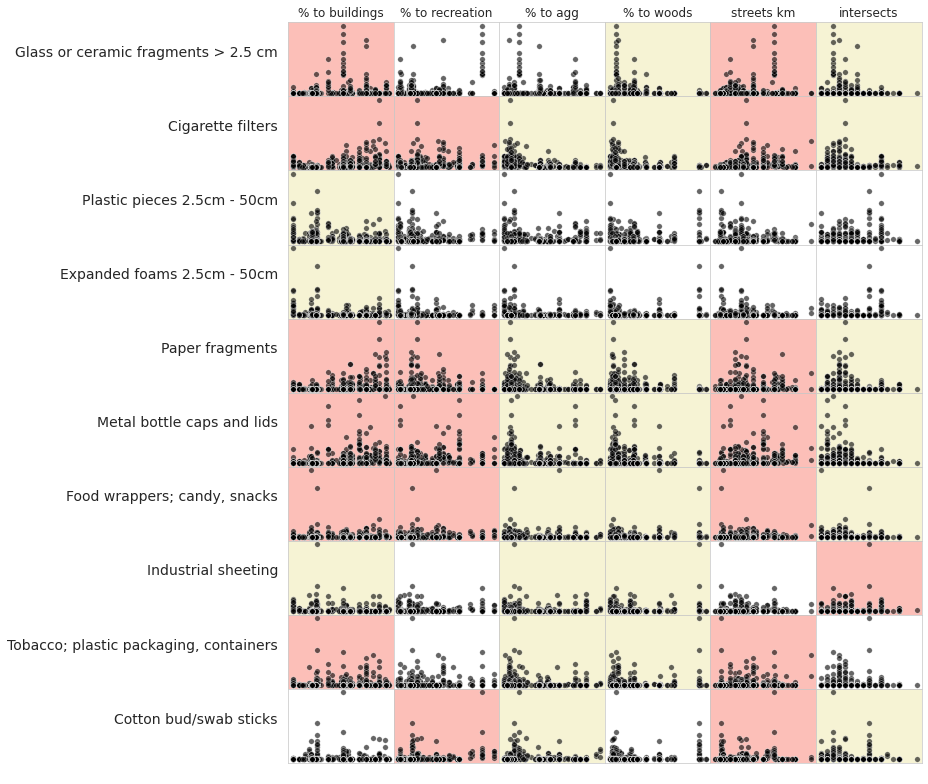 % to buildings % to recreation % to agg % to woods streets km intersects
Glass or ceramic fragments > 2.5 cm
Cigarette filters
Plastic pieces 2.5cm - 50cm
Expanded foams 2.5cm - 50cm
Paper fragments
Metal bottle caps and lids
Food wrappers; candy, snacks
Industrial sheeting
Tobacco; plastic packaging, containers
Cotton bud/swab sticks